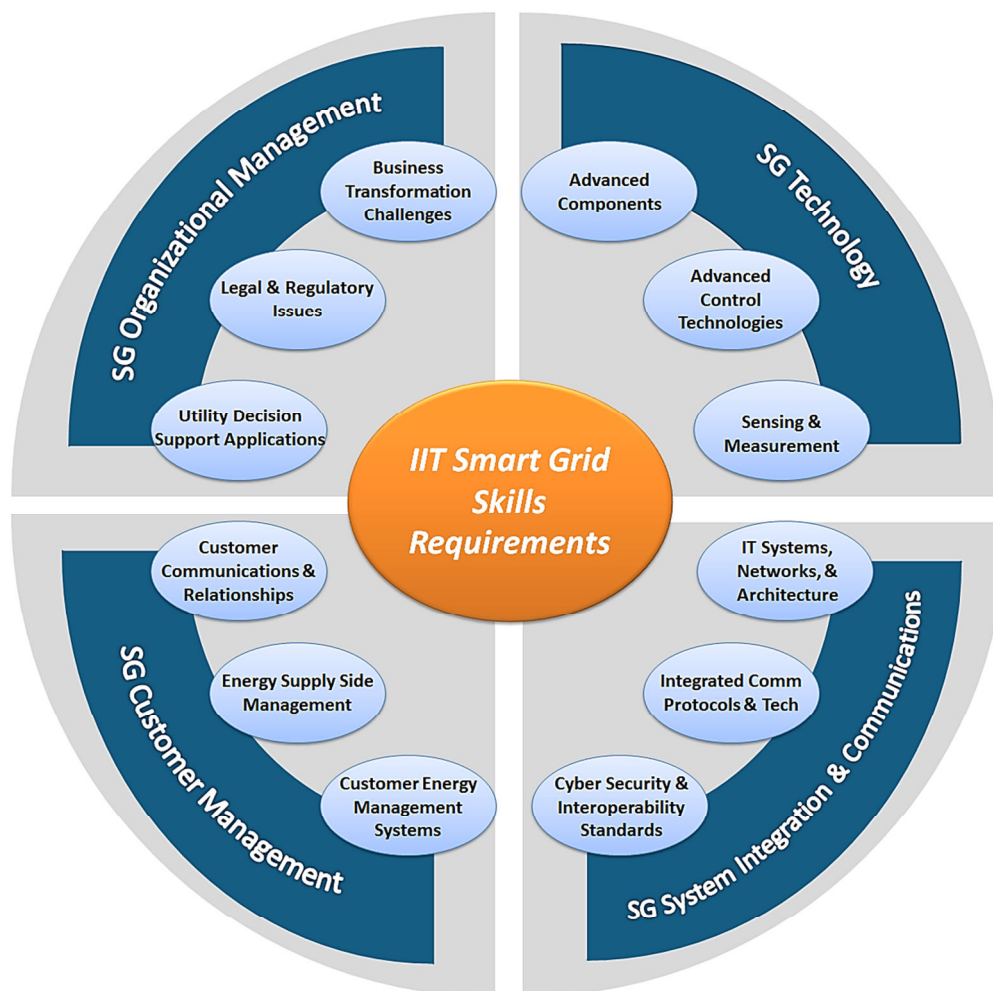 SG Organizational Management
Business
Transformation
Challenges
Legal & Regulatory
Issues
Utility Decision
Support Applications
SG Technology
Advanced
Components
Advanced
Control
Technologies
Sensing &
Measurement
IIT Smart Grid
Skills
Requirements
SG Customer Management
Customer
Communications &
Relationships
Energy Supply Side
Management
Customer Energy
Management
Systems
SG System Integration & Communications
IT Systems,
Networks, &
Architecture
Integrated Comm
Protocols & Tech
Cyber Security &
Interoperability
Standards